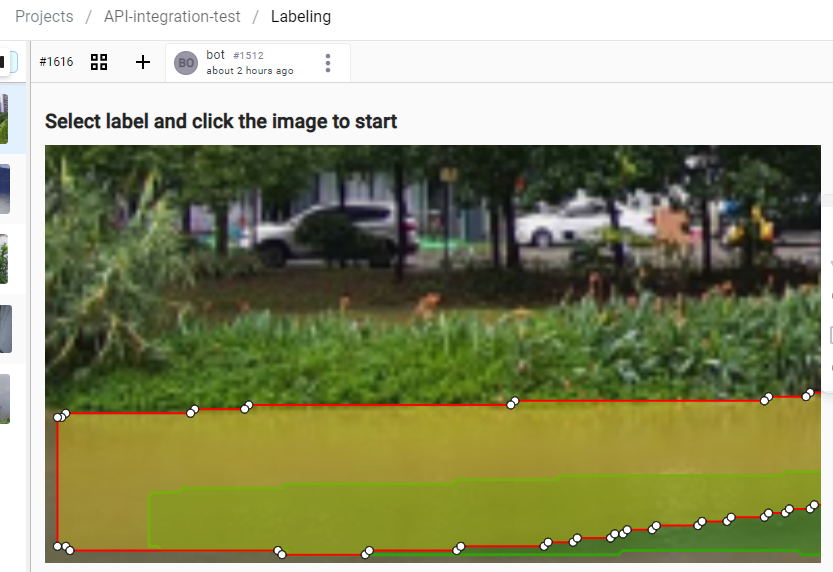 Projects / API-integration-test / Labeling
#1616
BO
bot #1512
about 2 hours ago
Select label and click the image to start